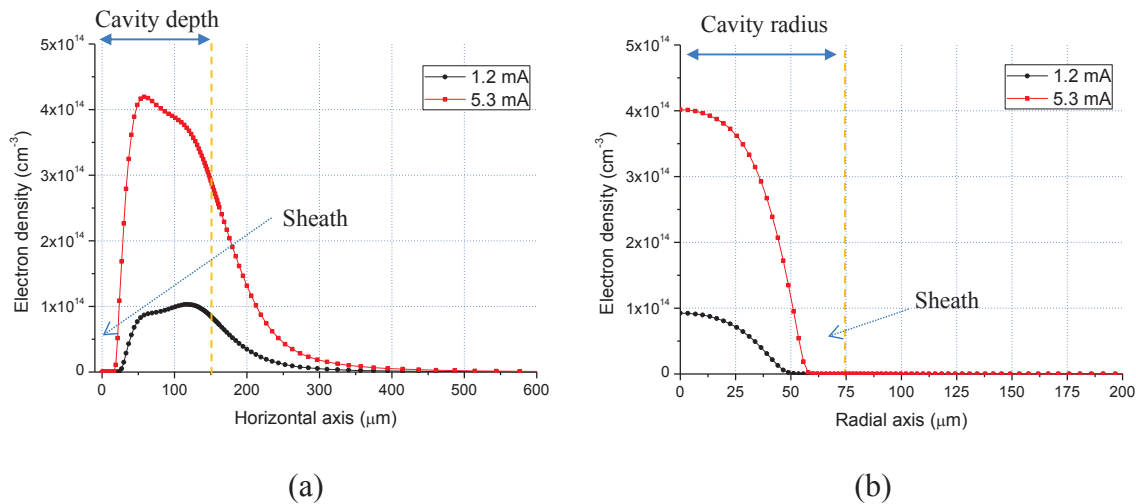 Cavity depth
5x10^14
4x10^14
3x10^14
2x10^14
1x10^14
0
Electron density (cm^-3)
1.2 mA
5.3 mA
Sheath
0 100 200 300 400 500 600
Horizontal axis (μm)
(a)
Cavity radius
5x10^14
4x10^14
3x10^14
2x10^14
1x10^14
0
Electron density (cm^-3)
1.2 mA
5.3 mA
Sheath
0 25 50 75 100 125 150 175 200
Radial axis (μm)
(b)